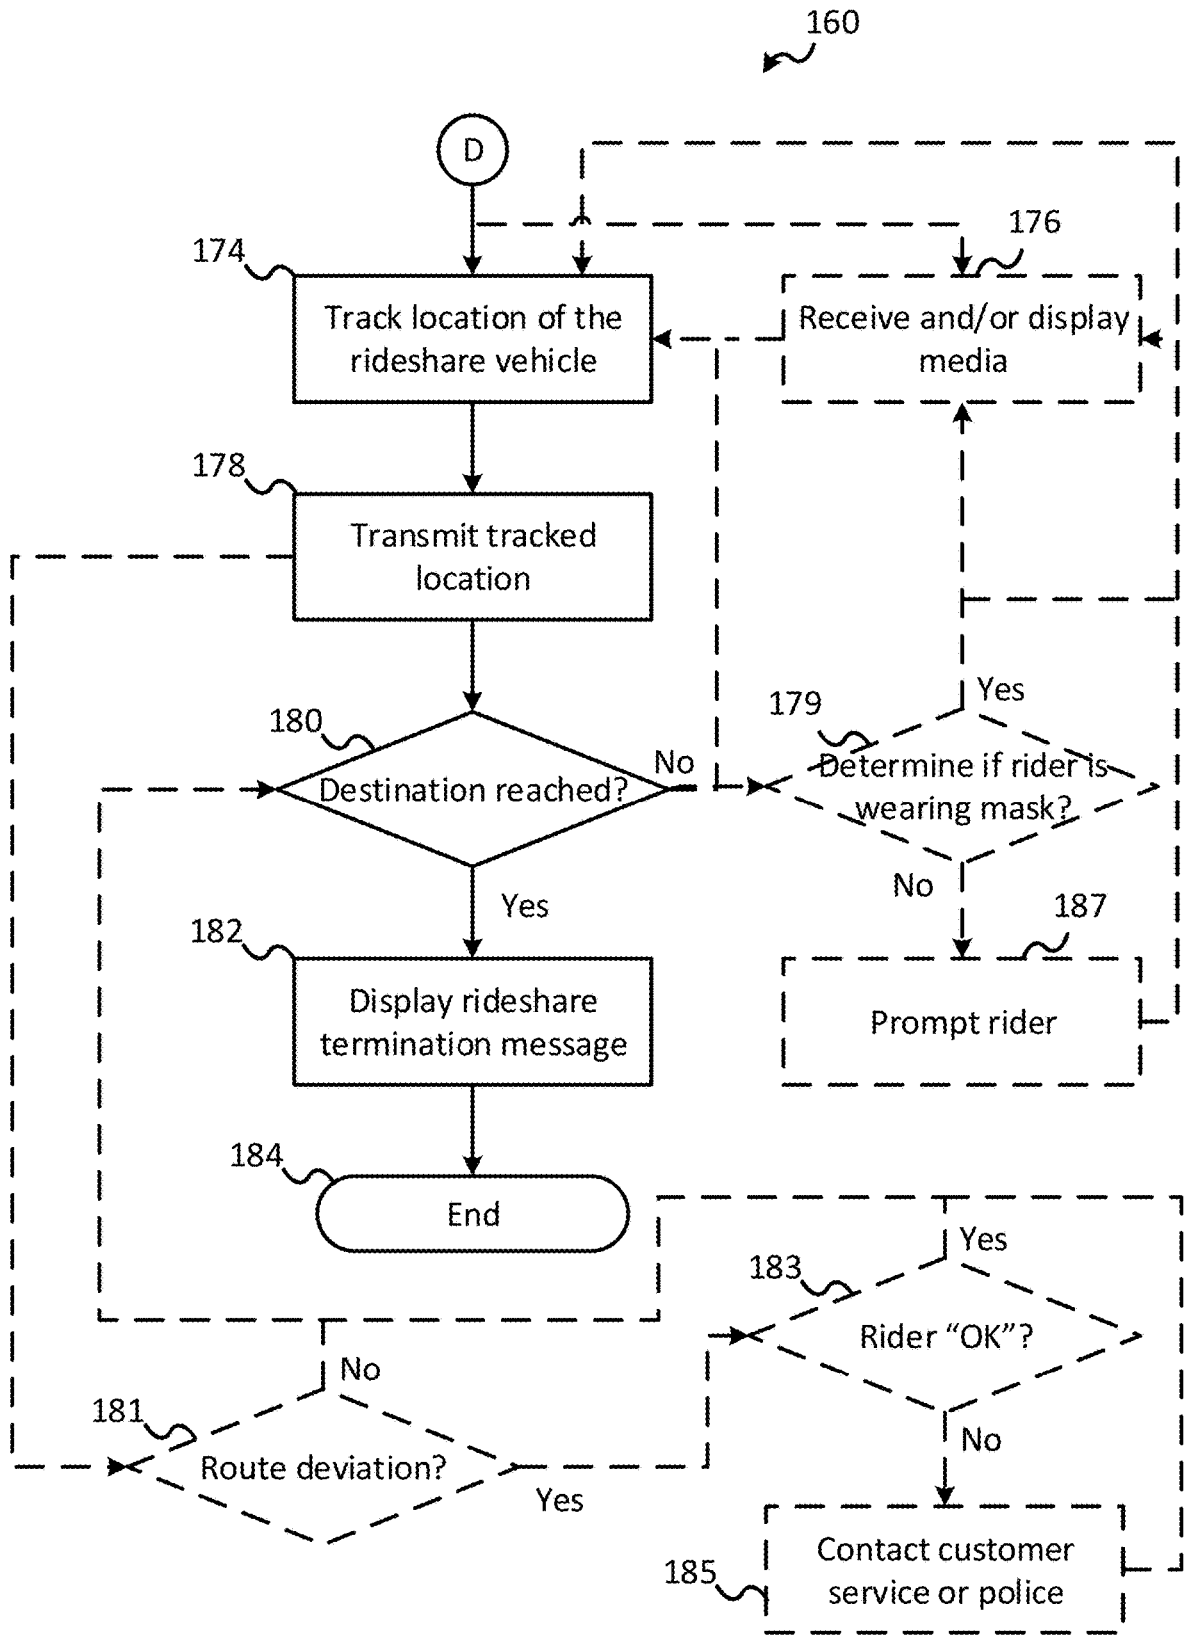 160
D
176
174
Track location of the
rideshare vehicle
Receive and/or display
media
178
Transmit tracked
location
Yes
179
180
No
Destination reached?
Determine if rider is
wearing mask?
No
Yes
187
182
Display rideshare
termination message
Prompt rider
184
End
Yes
183
Rider “OK”?
No
181
No
Route deviation?
Yes
Contact customer
service or police
185